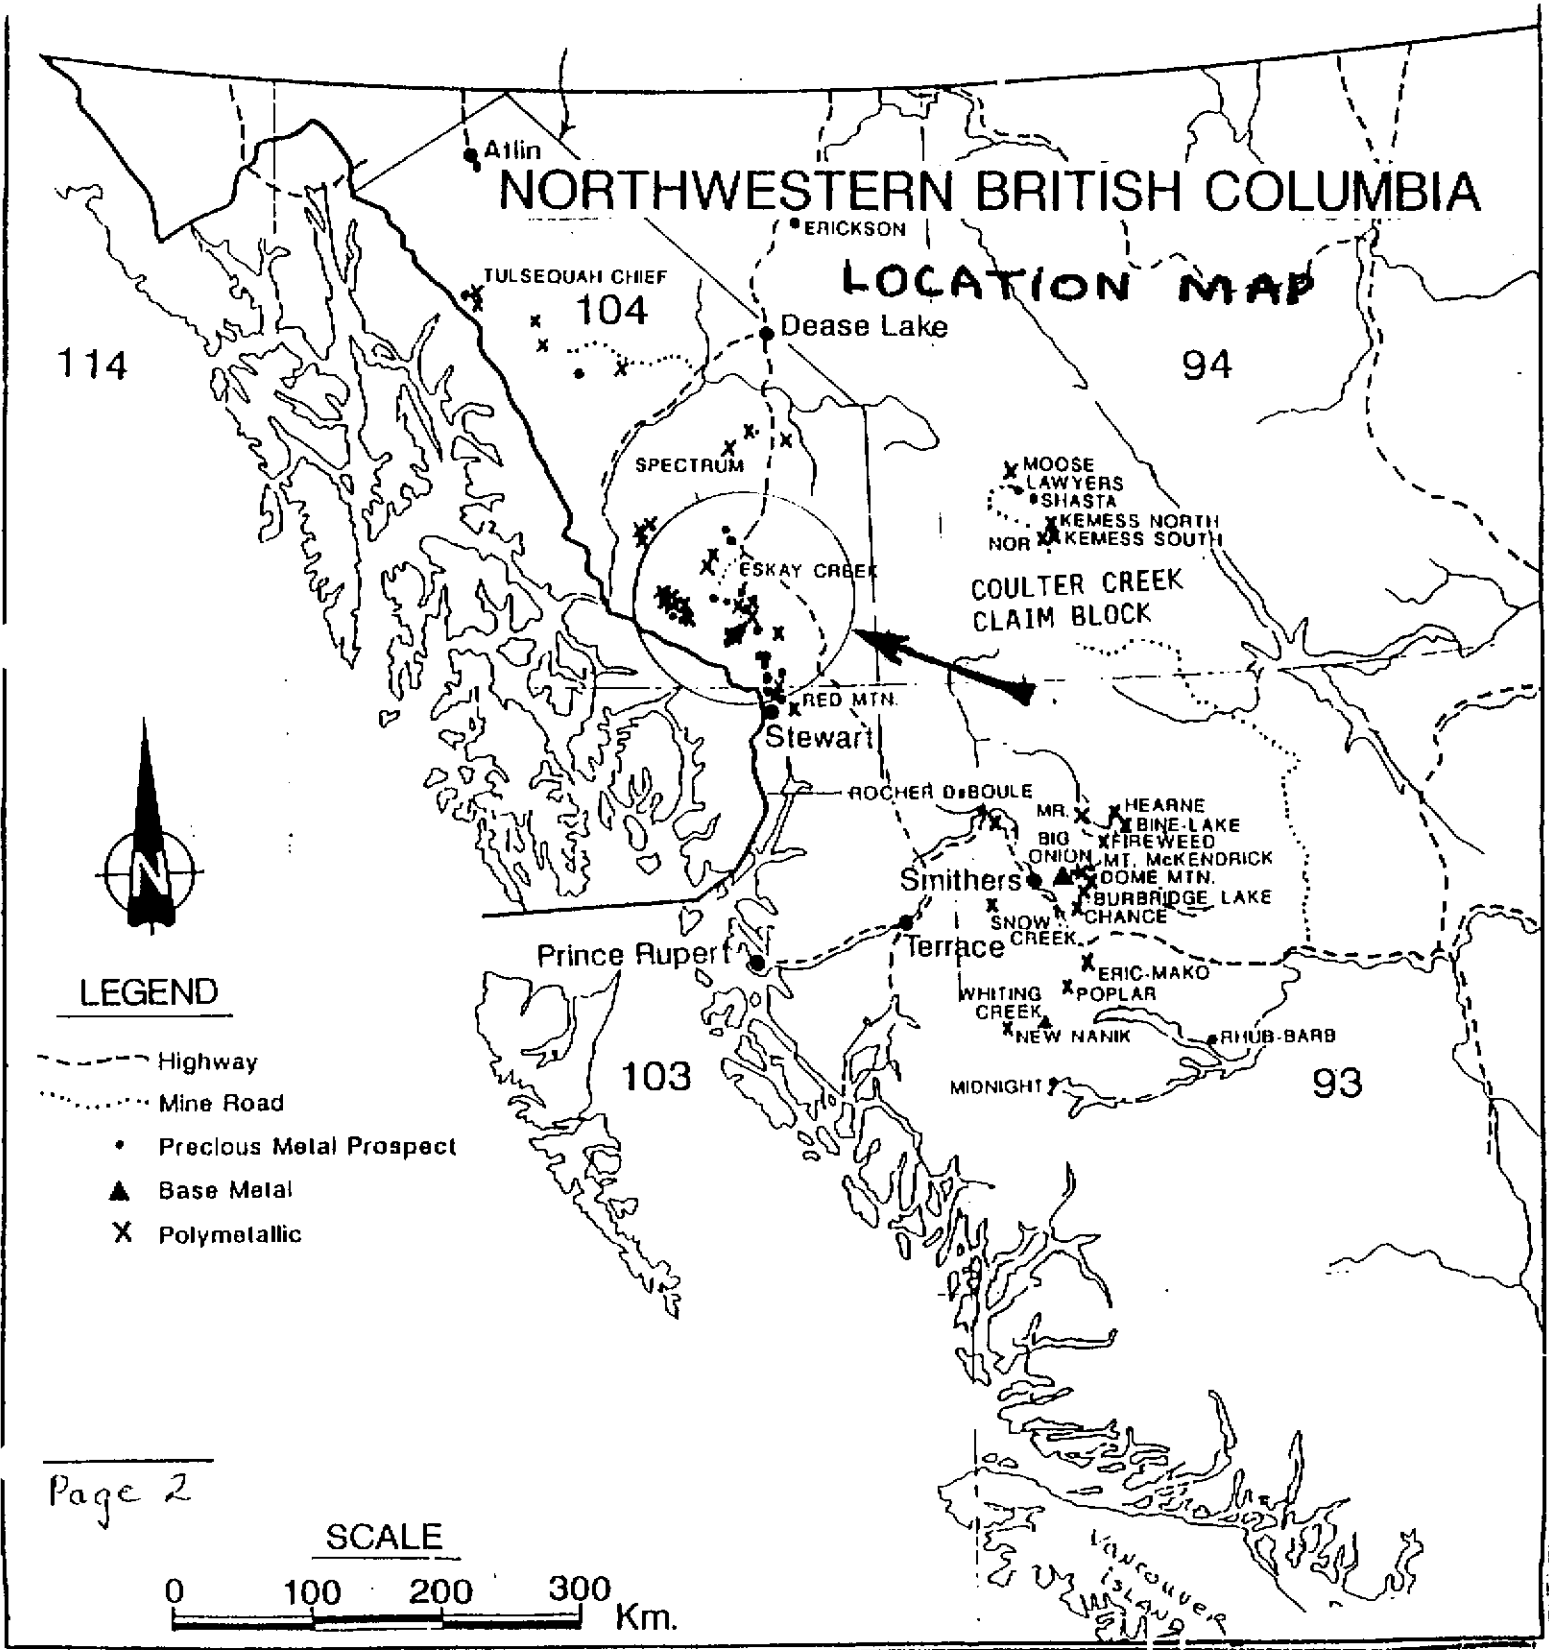 Atlin
NORTHWESTERN BRITISH COLUMBIA
ERICKSON
LOCATION MAP
TULSEQUAH CHIEF
104
Dease Lake
114
94
SPECTRUM
MOOSE
LAWYERS
SHASTA
KEMESS NORTH
NOR
KEMESS SOUTH
ESKAY CREEK
COULTER CREEK
CLAIM BLOCK
RED MTN.
Stewart
ROCHER DeBOULE
MR.
HEARNE
BINE-LAKE
BIG
ONION
FIREWEED
MT. McKENDRICK
Smithers
DOME MTN.
BURBRIDGE LAKE
CHANCE
SNOW
CREEK
Terrace
Prince Rupert
ERIC-MAKO
POPLAR
WHITING
CREEK
NEW NANIK
RHUB-BARB
MIDNIGHT
103
93
N
LEGEND
Highway
Mine Road
Precious Metal Prospect
Base Metal
Polymetallic
Page 2
SCALE
0 100 200 300
Km.
VANCOUVER
ISLAND